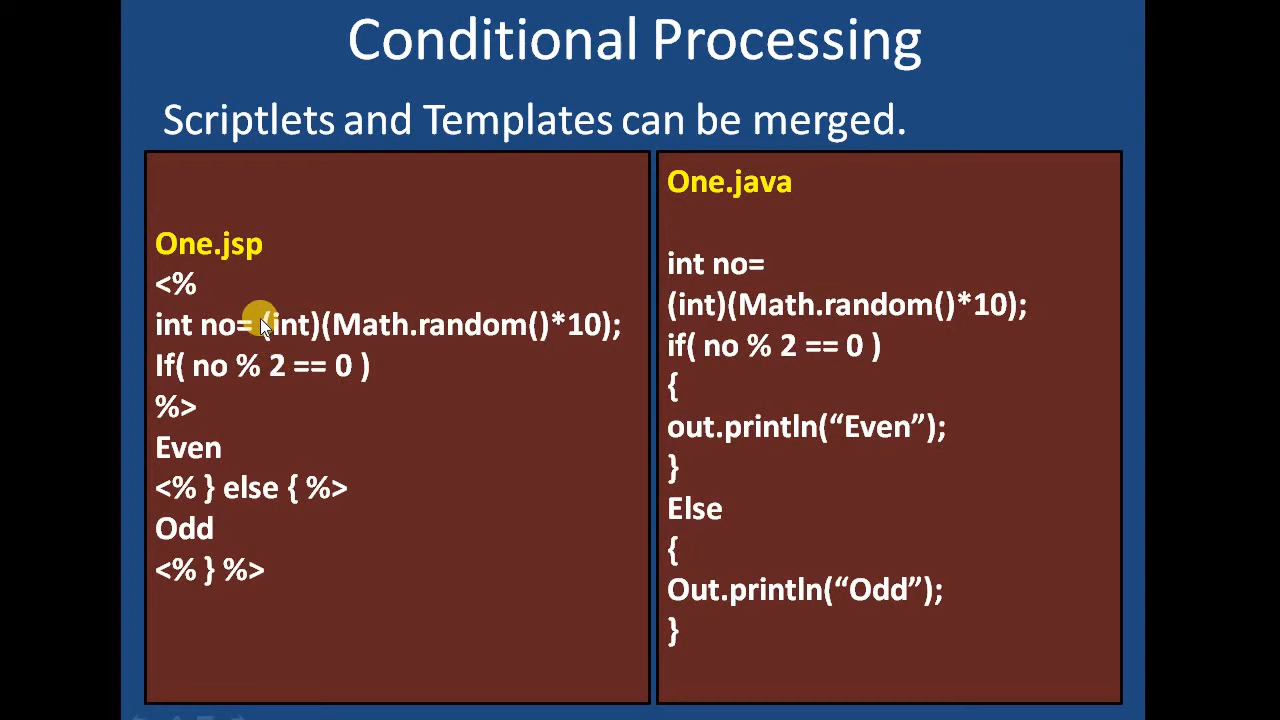 Conditional Processing
Scriptlets and Templates can be merged.
One.jsp
<%
int no= (int)(Math.random()*10);
If( no % 2 == 0 )
%>
Even
<% } else { %>
Odd
<% } %>
One.java
int no=
(int)(Math.random()*10);
if( no % 2 == 0 )
{
out.println(“Even”);
}
Else
{
Out.println(“Odd”);
}